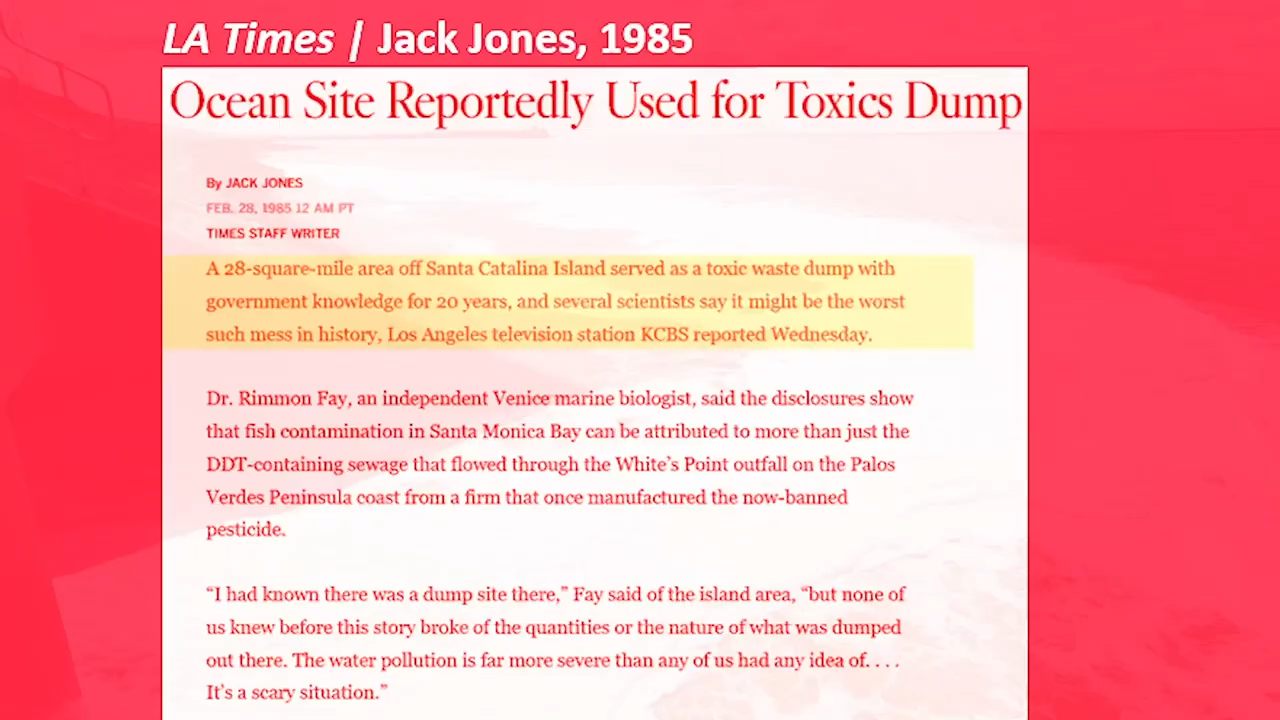 LA Times | Jack Jones, 1985
Ocean Site Reportedly Used for Toxics Dump
By JACK JONES
FEB. 28, 1985 12 AM PT
TIMES STAFF WRITER
A 28-square-mile area off Santa Catalina Island served as a toxic waste dump with
government knowledge for 20 years, and several scientists say it might be the worst
such mess in history, Los Angeles television station KCBS reported Wednesday.
Dr. Rimmon Fay, an independent Venice marine biologist, said the disclosures show
that fish contamination in Santa Monica Bay can be attributed to more than just the
DDT-containing sewage that flowed through the White’s Point outfall on the Palos
Verdes Peninsula coast from a firm that once manufactured the now-banned
pesticide.
“I had known there was a dump site there,” Fay said of the island area, “but none of
us knew before this story broke of the quantities or the nature of what was dumped
out there. The water pollution is far more severe than any of us had any idea of. . . .
It’s a scary situation.”